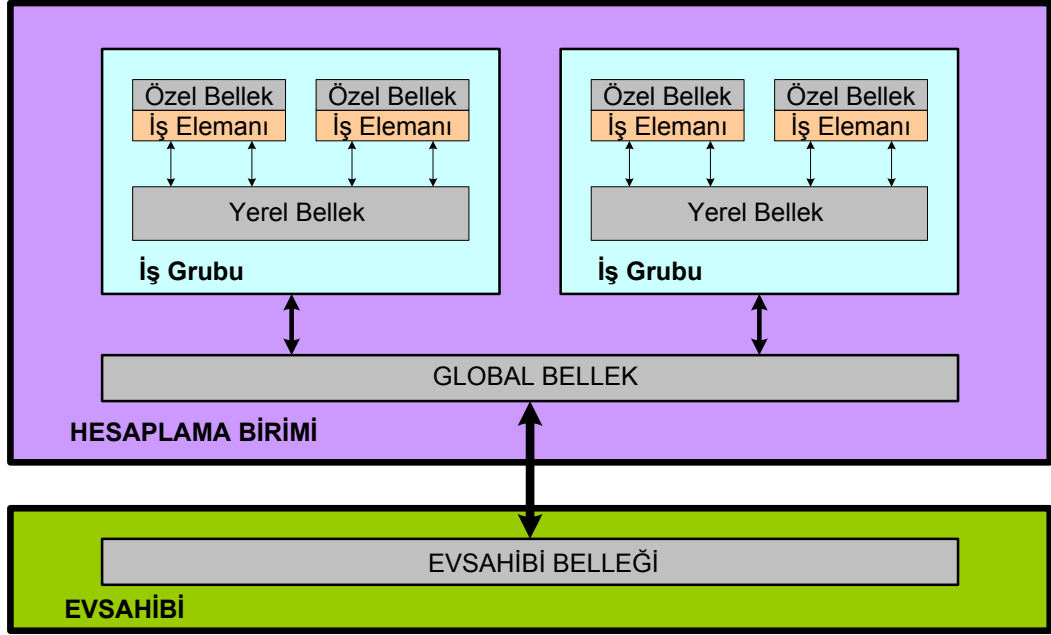 Özel Bellek
İş Elemanı
Özel Bellek
İş Elemanı
Yerel Bellek
İş Grubu
Özel Bellek
İş Elemanı
Özel Bellek
İş Elemanı
Yerel Bellek
İş Grubu
GLOBAL BELLEK
HESAPLAMA BİRİMİ
EVSAHİBİ BELLEĞİ
EVSAHİBİ